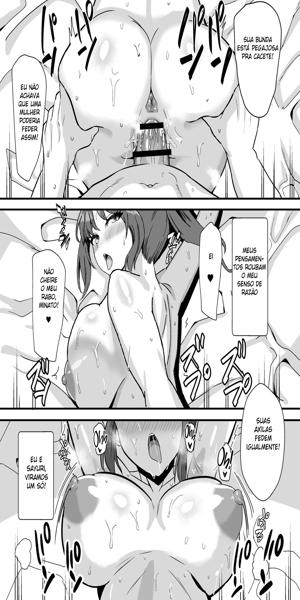 SUA BUNDA
ESTÁ PEGAJOSA
PRA CACETE!
EU NÃO
ACHAVA
QUE UMA
MULHER
PODERIA
FEDER
ASSIM!
MEUS
PENSAMEN-
TOS ROUBAM
O MEU
SENSO DE
RAZÃO
EI
♥
NÃO
CHEIRE O
MEU RABO,
MINATO!
♥
SUAS
AXILAS
FEDEM
IGUALMENTE!
EU E
SAYURI,
VIRAMOS
UM SÓ!